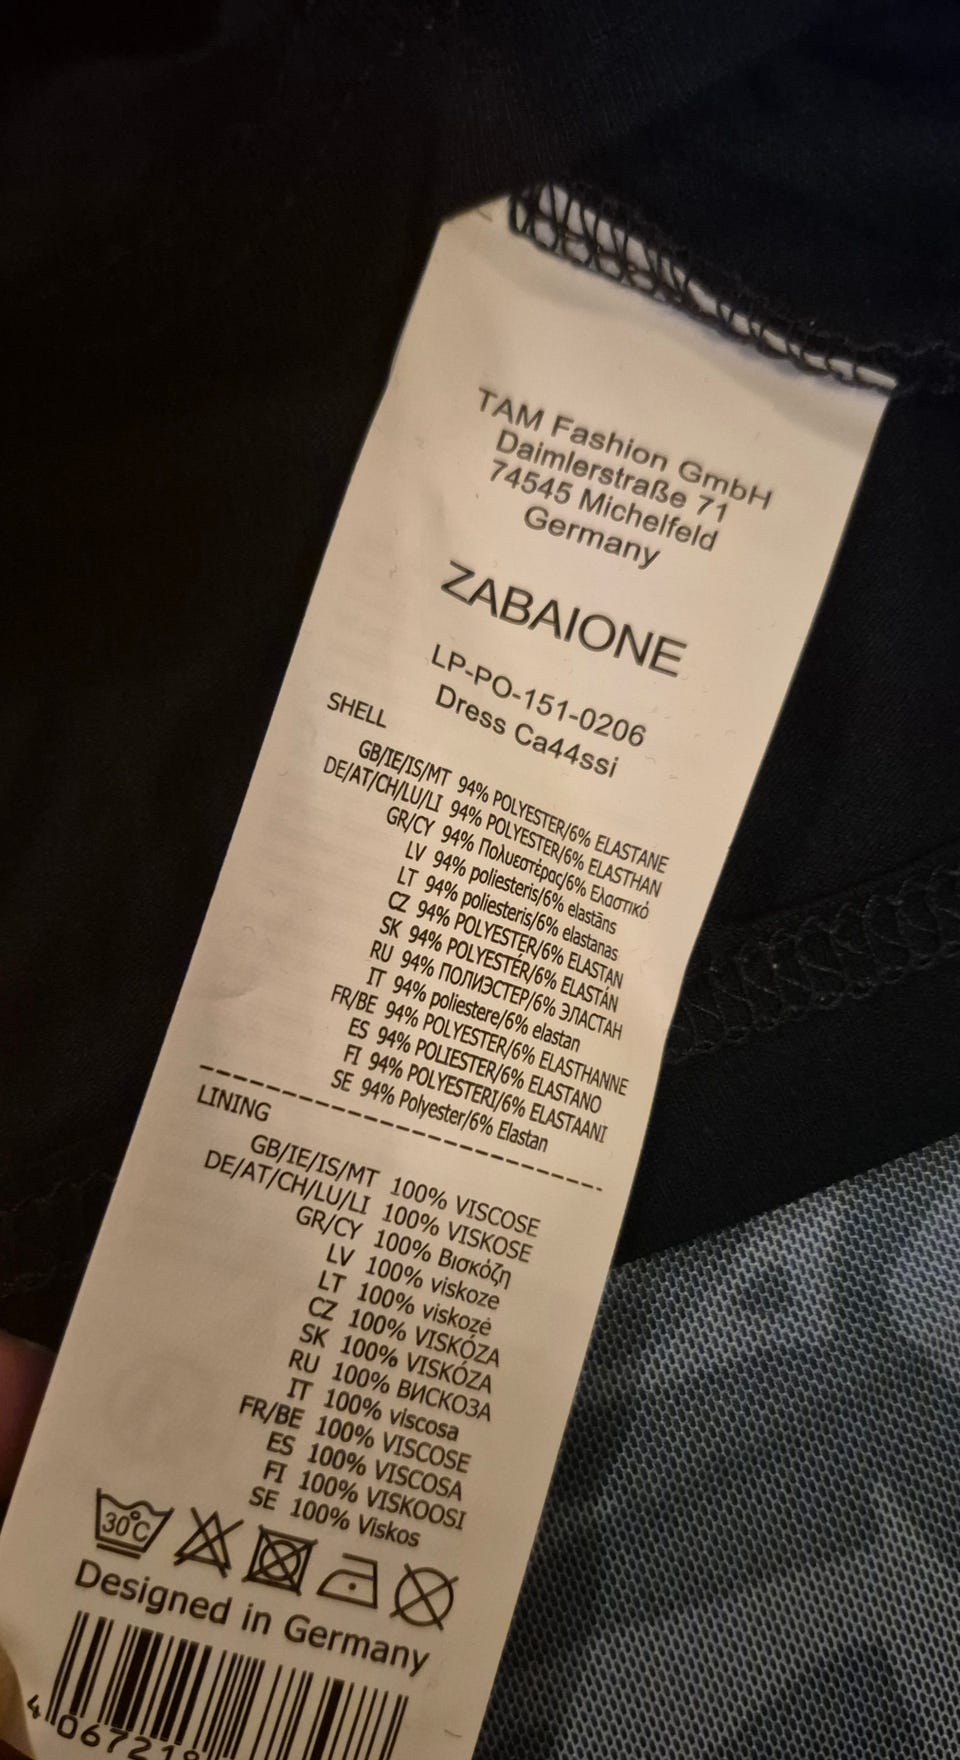 TAM Fashion GmbH
Daimlerstraße 71
74545 Michelfeld
Germany
ZABAIONE
LP-PO-151-0206
Dress Ca44ssi
SHELL
GB/IE/IS/MT 94% POLYESTER/6% ELASTANE
DE/AT/CH/LU/LI 94% POLYESTER/6% ELASTHAN
GR/CY 94% Πολυεστέρας/6% Ελαστικό
LV 94% poliesteris/6% elastāns
LT 94% poliesteris/6% elastanas
CZ 94% POLYESTER/6% ELASTAN
SK 94% POLYESTÉR/6% ELASTÁN
RU 94% ПОЛИЭСТЕР/6% ЭЛАСТАН
IT 94% poliestere/6% elastan
FR/BE 94% POLYESTER/6% ELASTHANNE
ES 94% POLIESTER/6% ELASTANO
FI 94% POLYESTERI/6% ELASTAANI
SE 94% Polyester/6% Elastan
LINING
GB/IE/IS/MT 100% VISCOSE
DE/AT/CH/LU/LI 100% VISKOSE
GR/CY 100% Βισκόζη
LV 100% viskoze
LT 100% viskozė
CZ 100% VISKÓZA
SK 100% VISKÓZA
RU 100% ВИСКОЗА
IT 100% viscosa
FR/BE 100% VISCOSE
ES 100% VISCOSA
FI 100% VISKOOSI
SE 100% Viskos
30°C
Designed in Germany
4 067218